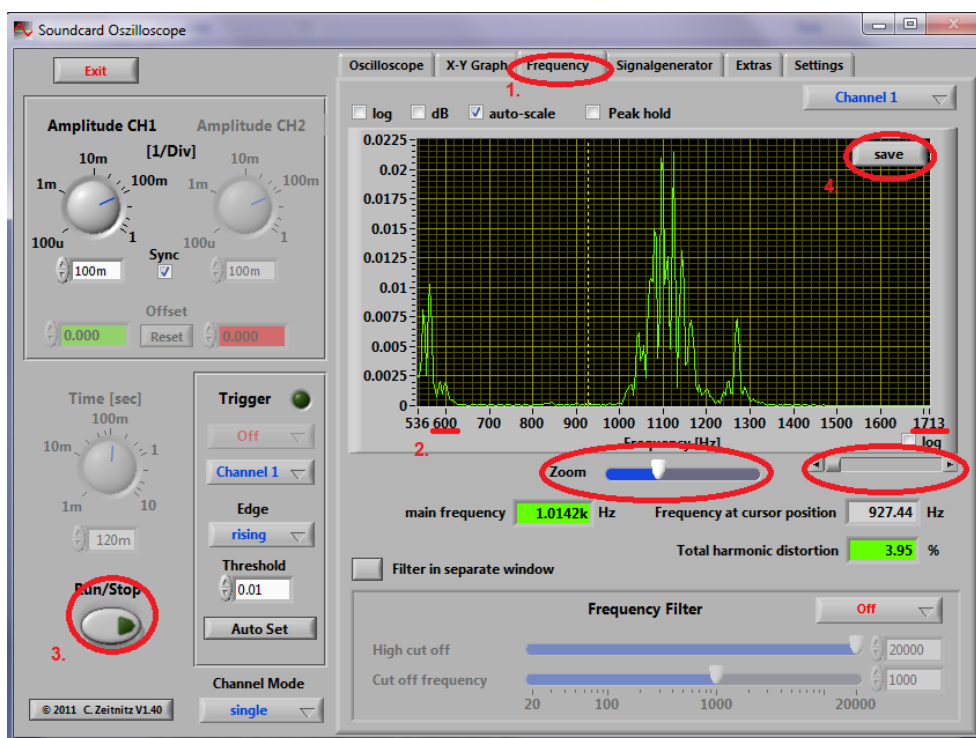 Soundcard Oszilloscope
Exit
Oscilloscope X-Y Graph Frequency Signalgenerator Extras Settings
1.
Channel 1
log dB auto-scale Peak hold
Amplitude CH1 Amplitude CH2
[1/Div]
10m 10m
1m 100m 1m 100m
100u 1 100u 1
Sync
100m 100m
Offset
0.000 Reset 0.000
0.0225
0.02
0.0175
0.015
0.0125
0.01
0.0075
0.005
0.0025
0
save
4.
536 600 700 800 900 1000 1100 1200 1300 1400 1500 1600 1713
2.
Frequency [Hz]
log
Zoom
Time [sec]
100m
10m 1
1m 10
120m
Run/Stop
3.
Trigger
Off
Channel 1
Edge
rising
Threshold
0.01
Auto Set
Channel Mode
single
© 2011 C. Zeitnitz V1.40
main frequency 1.0142k Hz Frequency at cursor position 927.44 Hz
Total harmonic distortion 3.95 %
Filter in separate window
Frequency Filter Off
High cut off 20000
Cut off frequency 1000
20 100 1000 20000